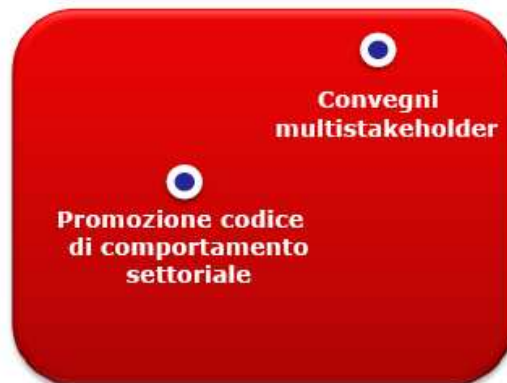 Convegni
multistakeholder
Promozione codice
di comportamento
settoriale